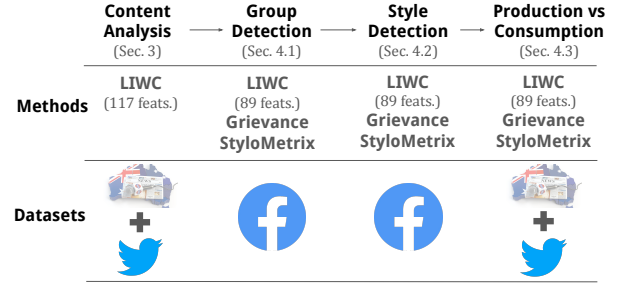 Content Analysis (Sec. 3)
Group Detection (Sec. 4.1)
Style Detection (Sec. 4.2)
Production vs Consumption (Sec. 4.3)
Methods
LIWC (117 feats.)
LIWC (89 feats.) Grievance StyloMetrix
LIWC (89 feats.) Grievance StyloMetrix
LIWC (89 feats.) Grievance StyloMetrix
Datasets